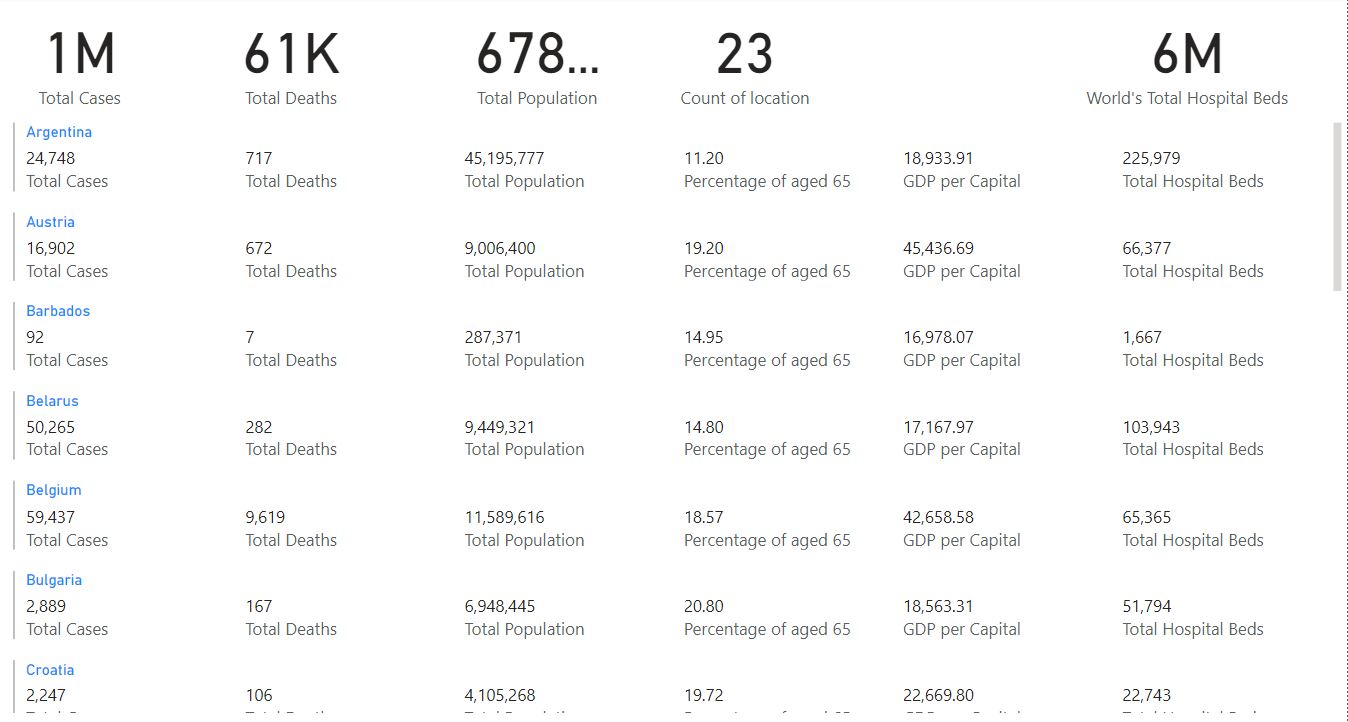 1M 61K 678... 23 6M
Total Cases Total Deaths Total Population Count of location World's Total Hospital Beds
Argentina
24,748 717 45,195,777 11.20 18,933.91 225,979
Total Cases Total Deaths Total Population Percentage of aged 65 GDP per Capital Total Hospital Beds
Austria
16,902 672 9,006,400 19.20 45,436.69 66,377
Total Cases Total Deaths Total Population Percentage of aged 65 GDP per Capital Total Hospital Beds
Barbados
92 7 287,371 14.95 16,978.07 1,667
Total Cases Total Deaths Total Population Percentage of aged 65 GDP per Capital Total Hospital Beds
Belarus
50,265 282 9,449,321 14.80 17,167.97 103,943
Total Cases Total Deaths Total Population Percentage of aged 65 GDP per Capital Total Hospital Beds
Belgium
59,437 9,619 11,589,616 18.57 42,658.58 65,365
Total Cases Total Deaths Total Population Percentage of aged 65 GDP per Capital Total Hospital Beds
Bulgaria
2,889 167 6,948,445 20.80 18,563.31 51,794
Total Cases Total Deaths Total Population Percentage of aged 65 GDP per Capital Total Hospital Beds
Croatia
2,247 106 4,105,268 19.72 22,669.80 22,743